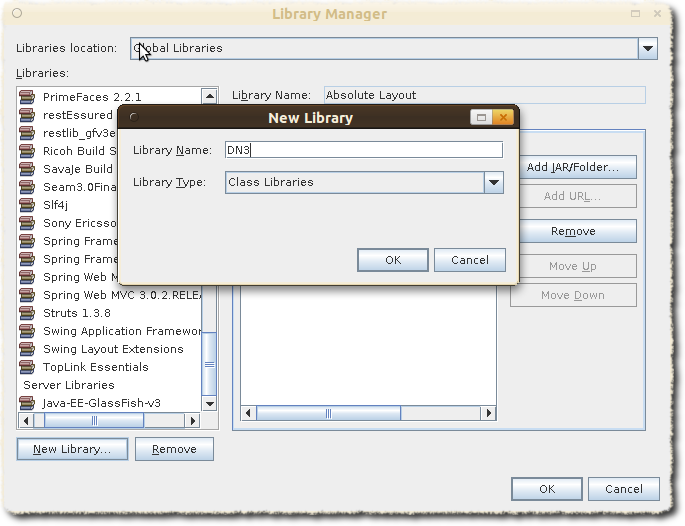 Library Manager
Libraries location: Global Libraries
Libraries:
PrimeFaces 2.2.1
restEssured
restlib_gfv3e
Ricoh Build S
SavaJe Build
Seam3.0Fina
Slf4j
Sony Ericsso
Spring Frame
Spring Frame
Spring Web M
Spring Web MVC 3.0.2.RELEA
Struts 1.3.8
Swing Application Framewor
Swing Layout Extensions
TopLink Essentials
Server Libraries
Java-EE-GlassFish-v3
New Library...
Remove
Library Name: Absolute Layout
New Library
Library Name: DN3
Library Type: Class Libraries
OK
Cancel
Add JAR/Folder...
Add URL...
Remove
Move Up
Move Down
OK
Cancel